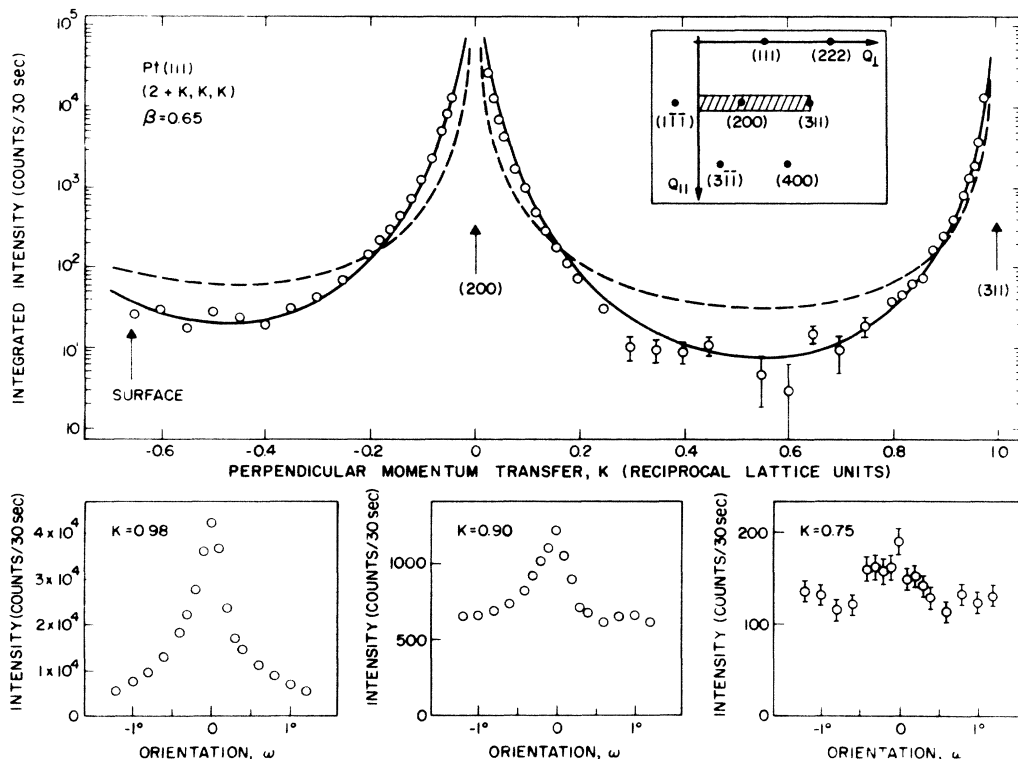 INTEGRATED INTENSITY (COUNTS/30 sec)
10⁵
10⁴
10³
10²
10¹
10
Pt(111)
(2 + K, K, K)
β=0.65
SURFACE
(200)
(311)
(111)
(222)
Q⊥
(11̅1̅)
(200)
(311)
(31̅1̅)
(400)
Q||
-0.6
-0.4
-0.2
0
0.2
0.4
0.6
0.8
1.0
PERPENDICULAR MOMENTUM TRANSFER, K (RECIPROCAL LATTICE UNITS)
INTENSITY (COUNTS/30sec)
4 x 10⁴
3 x 10⁴
2 x 10⁴
1 x 10⁴
0
K=0.98
-1°
0
1°
ORIENTATION, ω
INTENSITY (COUNTS/30 sec)
1000
500
0
K=0.90
-1°
0
1°
ORIENTATION, ω
INTENSITY (COUNTS/30 sec)
200
100
0
K=0.75
-1°
0
1°
ORIENTATION,